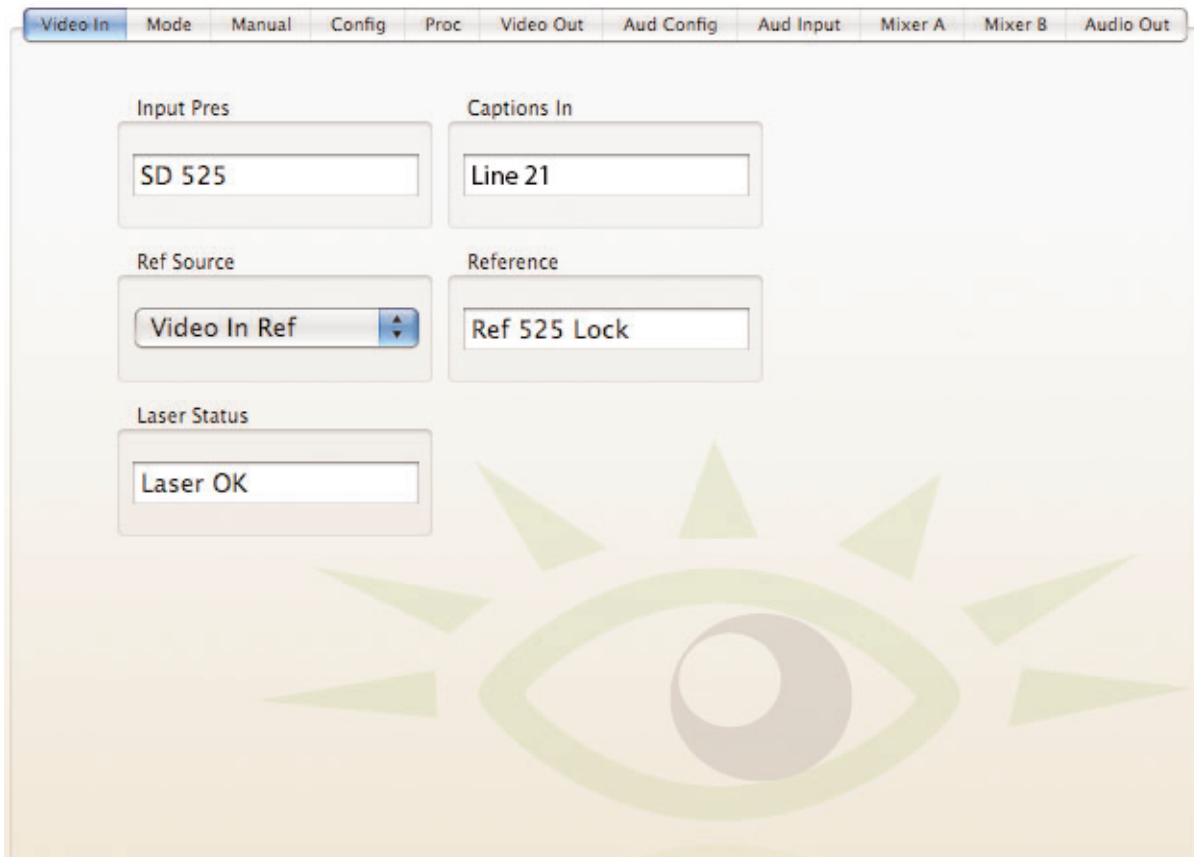 Video In Mode Manual Config Proc Video Out Aud Config Aud Input Mixer A Mixer B Audio Out
Input Pres Captions In
SD 525 Line 21
Ref Source Reference
Video In Ref Ref 525 Lock
Laser Status
Laser OK